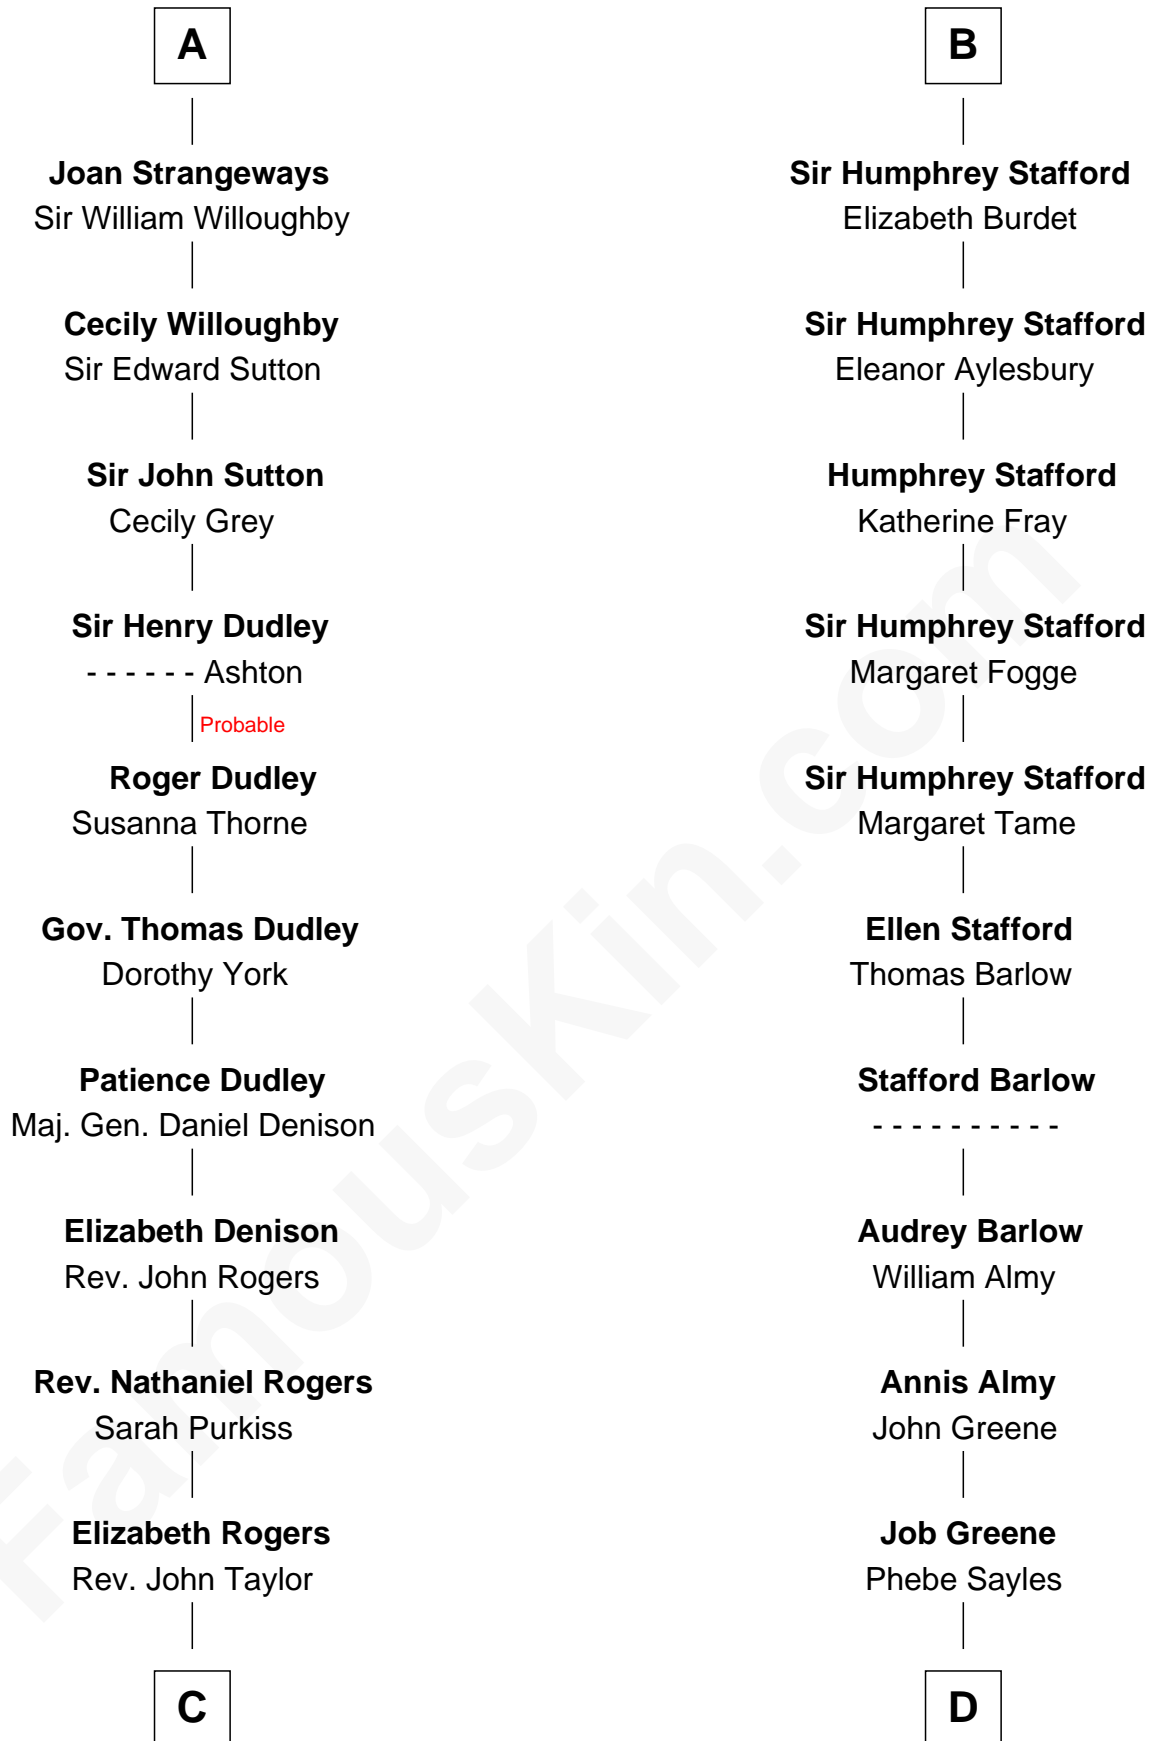 A
Joan Strangeways
Sir William Willoughby
Cecily Willoughby
Sir Edward Sutton
Sir John Sutton
Cecily Grey
Sir Henry Dudley
- - - - - - Ashton
Probable
Roger Dudley
Susanna Thorne
Gov. Thomas Dudley
Dorothy York
Patience Dudley
Maj. Gen. Daniel Denison
Elizabeth Denison
Rev. John Rogers
Rev. Nathaniel Rogers
Sarah Purkiss
Elizabeth Rogers
Rev. John Taylor
C
B
Sir Humphrey Stafford
Elizabeth Burdet
Sir Humphrey Stafford
Eleanor Aylesbury
Humphrey Stafford
Katherine Fray
Sir Humphrey Stafford
Margaret Fogge
Sir Humphrey Stafford
Margaret Tame
Ellen Stafford
Thomas Barlow
Stafford Barlow
- - - - - - - - - -
Audrey Barlow
William Almy
Annis Almy
John Greene
Job Greene
Phebe Sayles
D
FamousKin.com